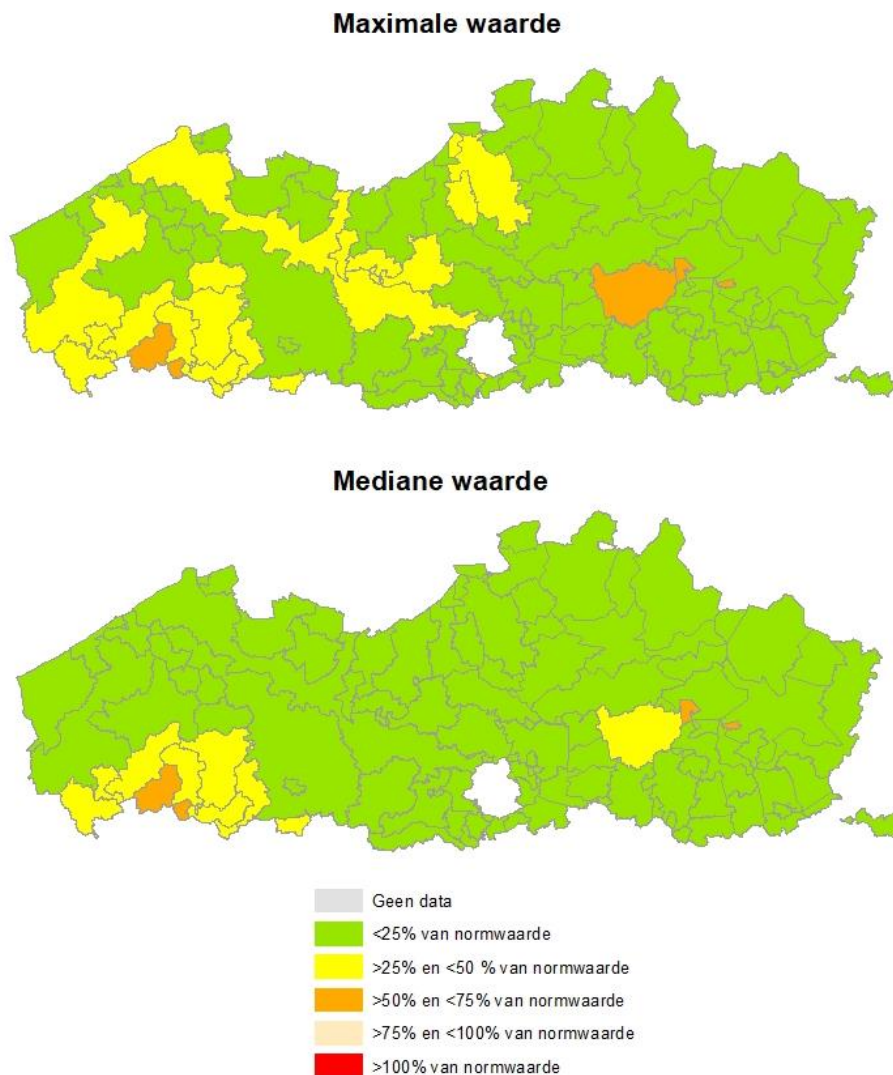 Maximale waarde
Mediane waarde
Geen data
<25% van normwaarde
>25% en <50 % van normwaarde
>50% en <75% van normwaarde
>75% en <100% van normwaarde
>100% van normwaarde